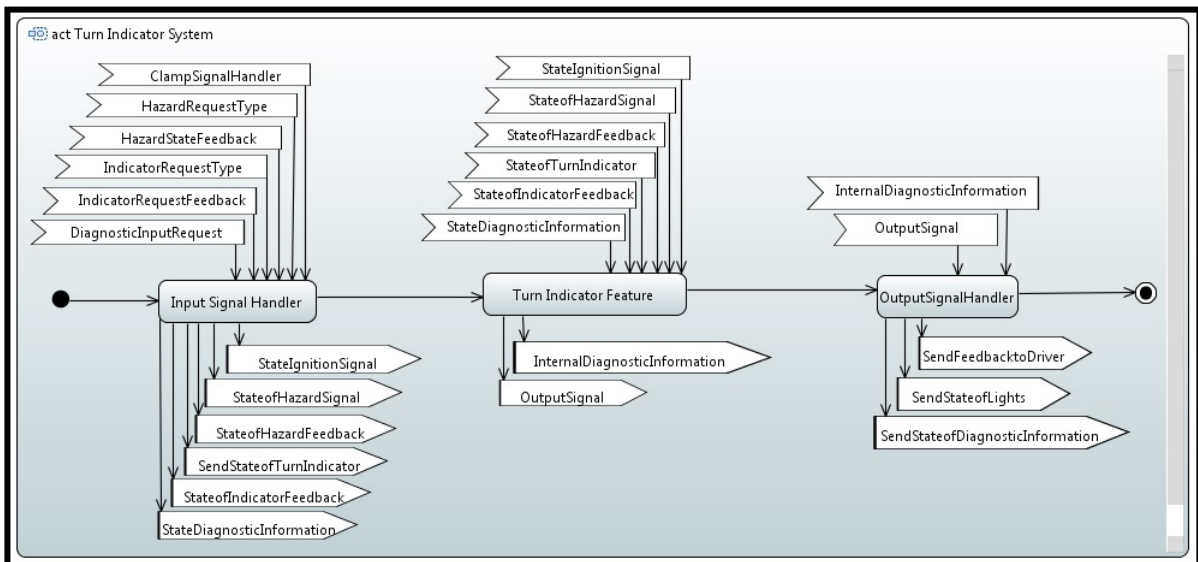 act Turn Indicator System
ClampSignalHandler
HazardRequestType
HazardStateFeedback
IndicatorRequestType
IndicatorRequestFeedback
DiagnosticInputRequest
Input Signal Handler
StateIgnitionSignal
StateofHazardSignal
StateofHazardFeedback
SendStateofTurnIndicator
StateofIndicatorFeedback
StateDiagnosticInformation
StateIgnitionSignal
StateofHazardSignal
StateofHazardFeedback
StateofTurnIndicator
StateofIndicatorFeedback
StateDiagnosticInformation
Turn Indicator Feature
InternalDiagnosticInformation
OutputSignal
InternalDiagnosticInformation
OutputSignal
OutputSignalHandler
SendFeedbacktoDriver
SendStateofLights
SendStateofDiagnosticInformation